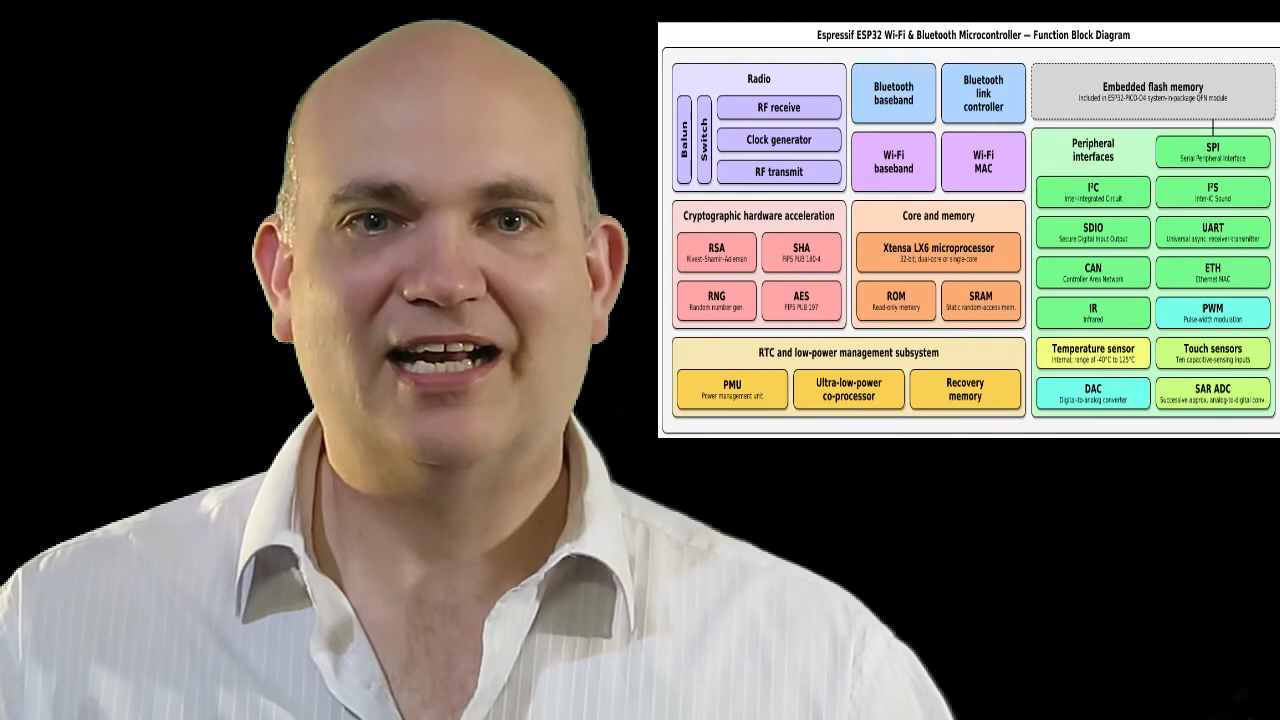 Espressif ESP32 Wi-Fi & Bluetooth Microcontroller — Function Block Diagram
Radio
Balun
Switch
RF receive
Clock generator
RF transmit
Bluetooth
baseband
Bluetooth
link
controller
Wi-Fi
baseband
Wi-Fi
MAC
Embedded flash memory
Included in ESP32-PICO-D4 system-in-package QFN module
Cryptographic hardware acceleration
RSA
Rivest-Shamir-Adleman
SHA
FIPS PUB 180-4
RNG
Random number gen.
AES
FIPS PUB 197
Core and memory
Xtensa LX6 microprocessor
32-bit; dual-core or single-core
ROM
Read-only memory
SRAM
Static random-access mem.
RTC and low-power management subsystem
PMU
Power management unit
Ultra-low-power
co-processor
Recovery
memory
Peripheral
interfaces
SPI
Serial Peripheral Interface
I²C
Inter-Integrated Circuit
I²S
Inter-IC Sound
SDIO
Secure Digital Input Output
UART
Universal async. receiver-transmitter
CAN
Controller Area Network
ETH
Ethernet MAC
IR
Infrared
PWM
Pulse-width modulation
Temperature sensor
Internal; range of -40°C to 125°C
Touch sensors
Ten capacitive-sensing inputs
DAC
Digital-to-analog converter
SAR ADC
Successive approx. analog-to-digital conv.